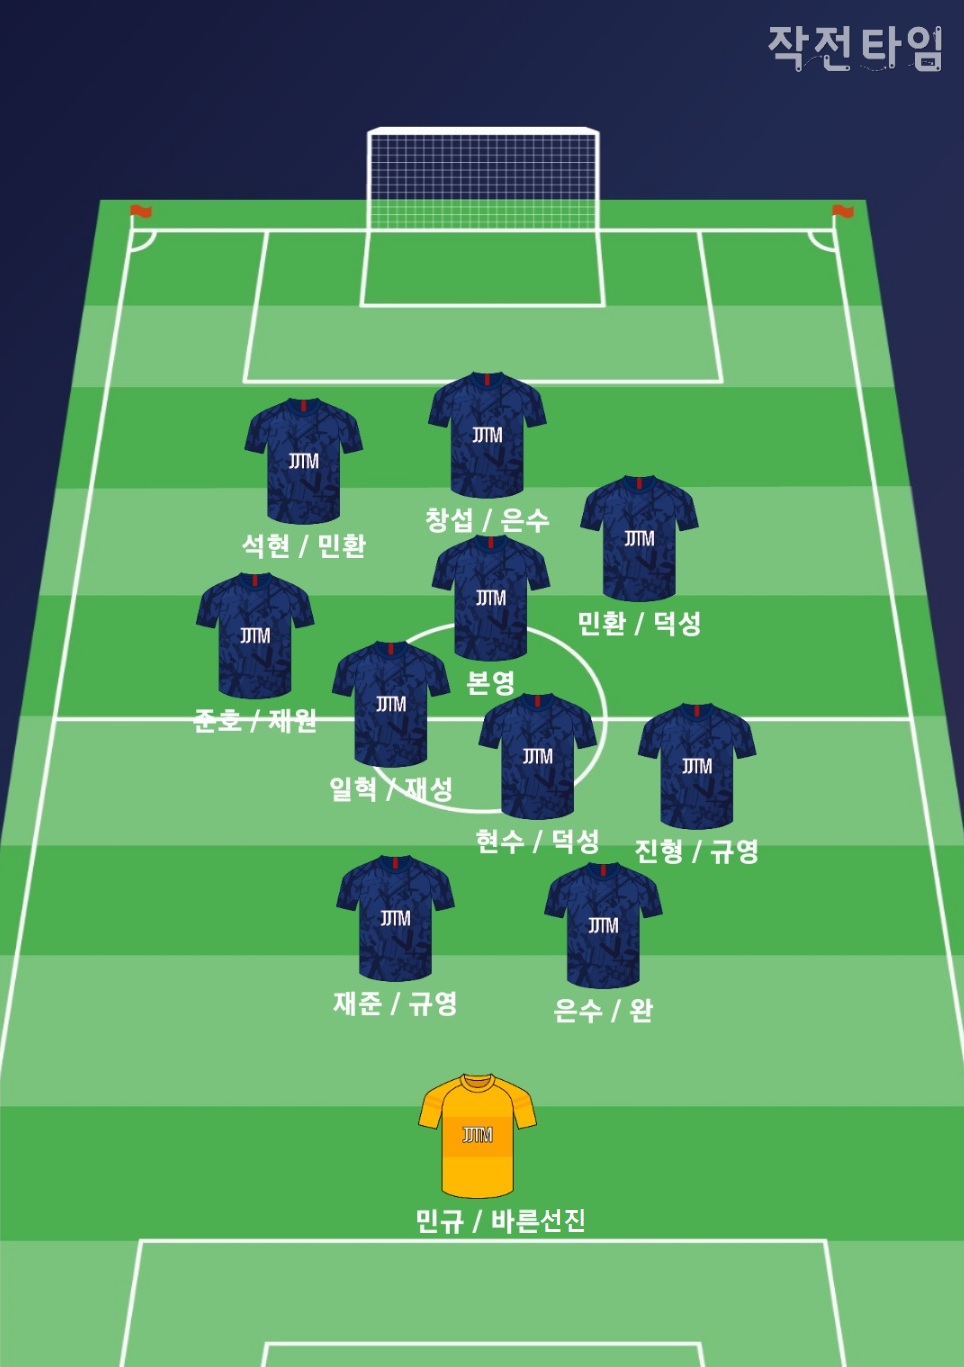 작전타임
JJTM
창섭 / 은수
JJTM
석현 / 민환
JJTM
민환 / 덕성
JJTM
본영
JJTM
준호 / 재원
JJTM
일혁 / 재성
JJTM
현수 / 덕성
JJTM
진형 / 규영
JJTM
재준 / 규영
JJTM
은수 / 완
JJTM
민규 / 바른선진